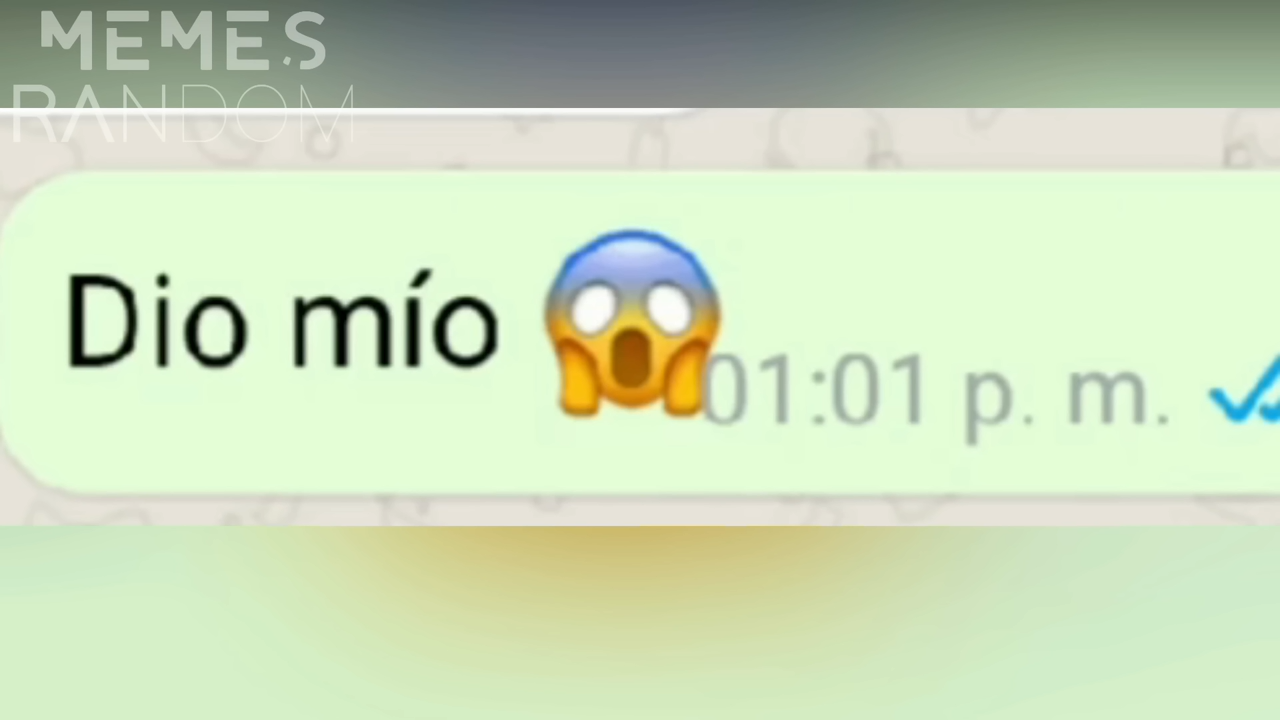 MEMES
RANDOM
Dio mío 😱
01:01 p. m.